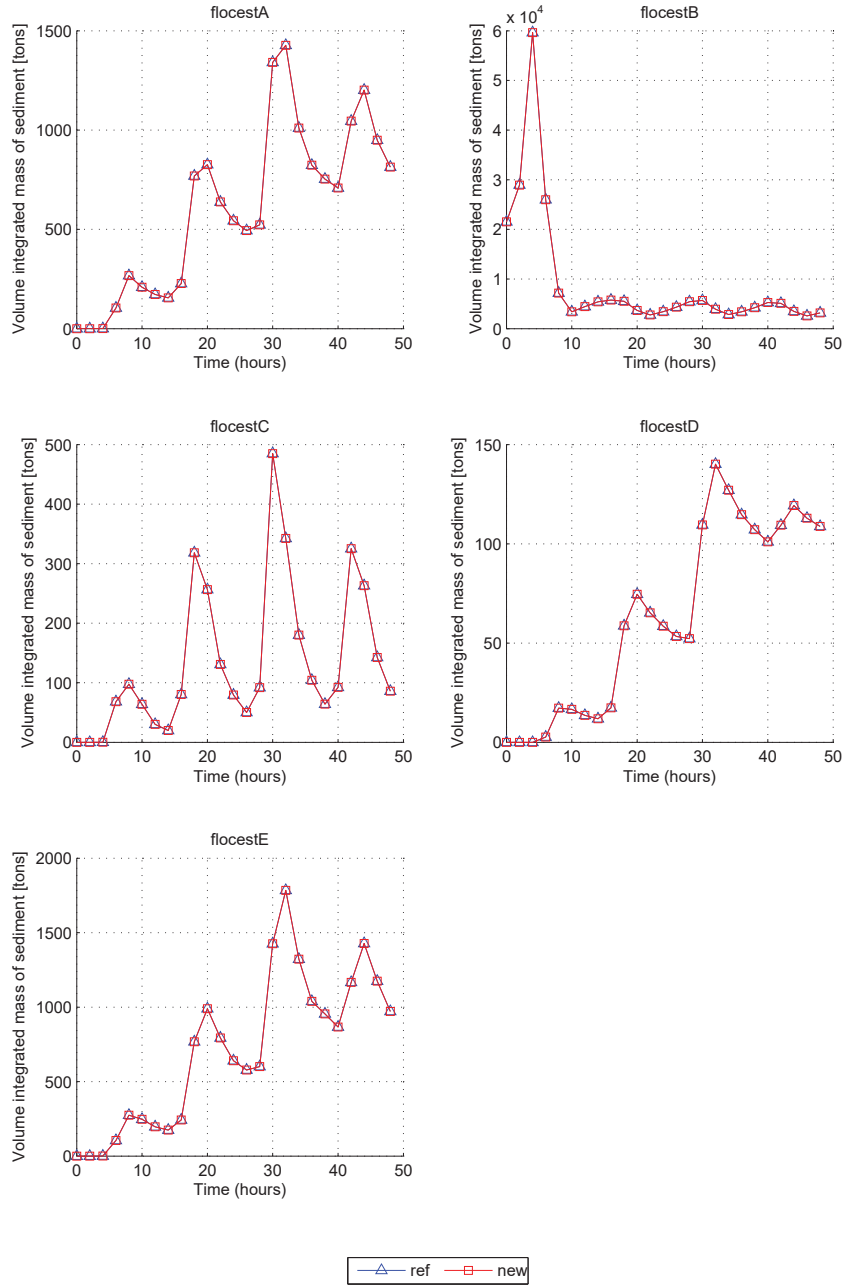 flocestA
Volume integrated mass of sediment [tons]
1500
1000
500
0
0 10 20 30 40 50
Time (hours)
flocestB
x 10^4
Volume integrated mass of sediment [tons]
6
5
4
3
2
1
0
0 10 20 30 40 50
Time (hours)
flocestC
Volume integrated mass of sediment [tons]
500
400
300
200
100
0
0 10 20 30 40 50
Time (hours)
flocestD
Volume integrated mass of sediment [tons]
150
100
50
0
0 10 20 30 40 50
Time (hours)
flocestE
Volume integrated mass of sediment [tons]
2000
1500
1000
500
0
0 10 20 30 40 50
Time (hours)
ref new